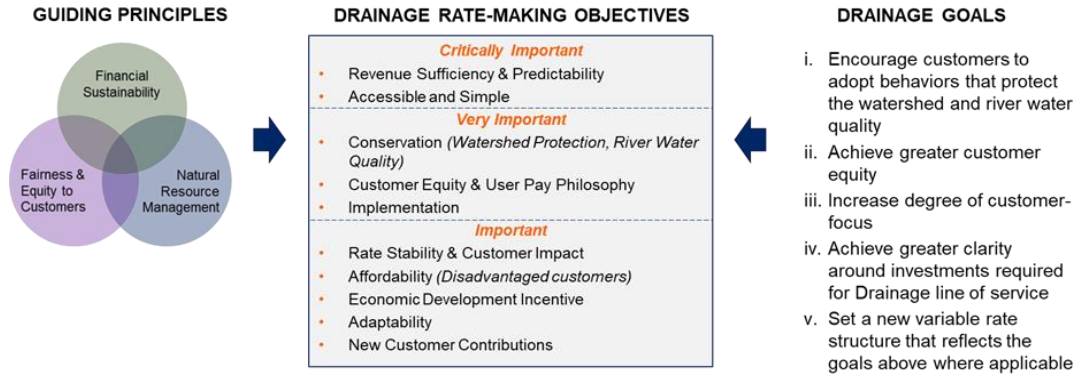 GUIDING PRINCIPLES
Financial
Sustainability
Fairness &
Equity to
Customers
Natural
Resource
Management
DRAINAGE RATE-MAKING OBJECTIVES
Critically Important
• Revenue Sufficiency & Predictability
• Accessible and Simple
Very Important
• Conservation (Watershed Protection, River Water
Quality)
• Customer Equity & User Pay Philosophy
• Implementation
Important
• Rate Stability & Customer Impact
• Affordability (Disadvantaged customers)
• Economic Development Incentive
• Adaptability
• New Customer Contributions
DRAINAGE GOALS
i. Encourage customers to
adopt behaviors that protect
the watershed and river water
quality
ii. Achieve greater customer
equity
iii. Increase degree of customer-
focus
iv. Achieve greater clarity
around investments required
for Drainage line of service
v. Set a new variable rate
structure that reflects the
goals above where applicable